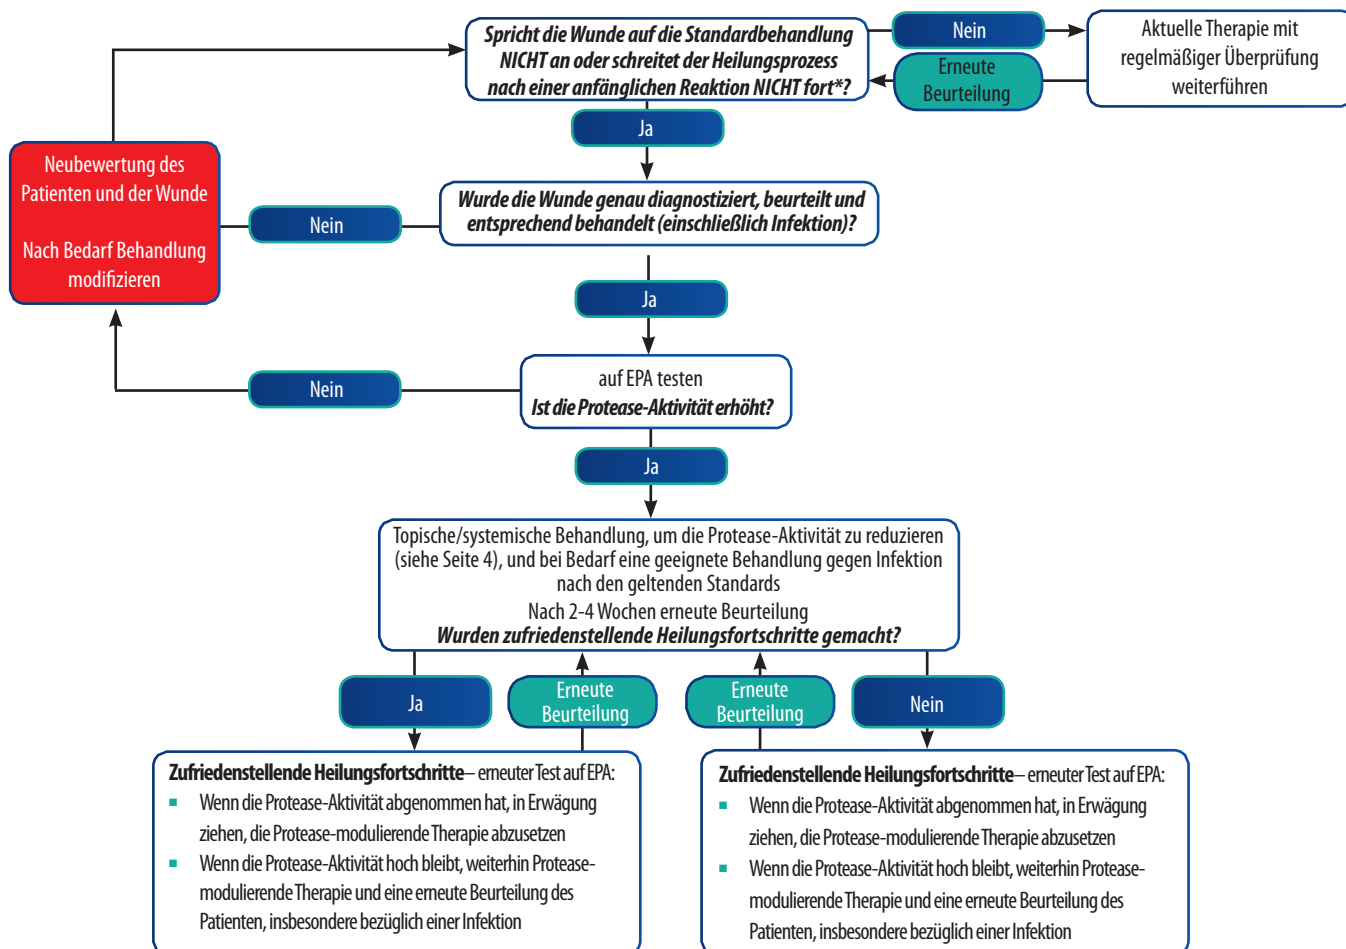 Spricht die Wunde auf die Standardbehandlung
NICHT an oder schreitet der Heilungsprozess
nach einer anfänglichen Reaktion NICHT fort*?
Nein
Erneute
Beurteilung
Aktuelle Therapie mit
regelmäßiger Überprüfung
weiterführen
Ja
Neubewertung des
Patienten und der Wunde
Nach Bedarf Behandlung
modifizieren
Nein
Wurde die Wunde genau diagnostiziert, beurteilt und
entsprechend behandelt (einschließlich Infektion)?
Ja
Nein
auf EPA testen
Ist die Protease-Aktivität erhöht?
Ja
Topische/systemische Behandlung, um die Protease-Aktivität zu reduzieren
(siehe Seite 4), und bei Bedarf eine geeignete Behandlung gegen Infektion
nach den geltenden Standards
Nach 2-4 Wochen erneute Beurteilung
Wurden zufriedenstellende Heilungsfortschritte gemacht?
Ja
Erneute
Beurteilung
Erneute
Beurteilung
Nein
Zufriedenstellende Heilungsfortschritte– erneuter Test auf EPA:
▪ Wenn die Protease-Aktivität abgenommen hat, in Erwägung
ziehen, die Protease-modulierende Therapie abzusetzen
▪ Wenn die Protease-Aktivität hoch bleibt, weiterhin Protease-
modulierende Therapie und eine erneute Beurteilung des
Patienten, insbesondere bezüglich einer Infektion
Zufriedenstellende Heilungsfortschritte– erneuter Test auf EPA:
▪ Wenn die Protease-Aktivität abgenommen hat, in Erwägung
ziehen, die Protease-modulierende Therapie abzusetzen
▪ Wenn die Protease-Aktivität hoch bleibt, weiterhin Protease-
modulierende Therapie und eine erneute Beurteilung des
Patienten, insbesondere bezüglich einer Infektion